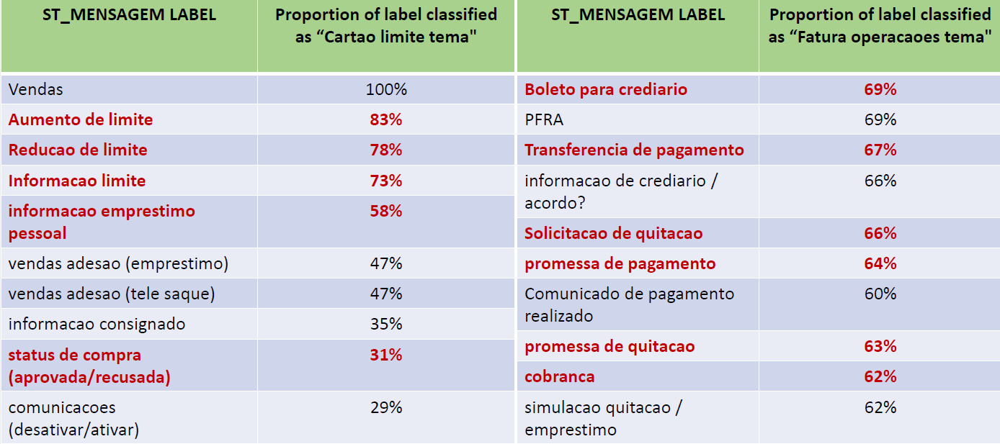 ST_MENSAGEM LABEL
Proportion of label classified
as “Cartao limite tema"
Vendas
100%
Aumento de limite
83%
Reducao de limite
78%
Informacao limite
73%
informacao emprestimo
pessoal
58%
vendas adesao (emprestimo)
47%
vendas adesao (tele saque)
47%
informacao consignado
35%
status de compra
(aprovada/recusada)
31%
comunicacoes
(desativar/ativar)
29%
ST_MENSAGEM LABEL
Proportion of label classified
as “Fatura operacaoes tema"
Boleto para crediario
69%
PFRA
69%
Transferencia de pagamento
67%
informacao de crediario /
acordo?
66%
Solicitacao de quitacao
66%
promessa de pagamento
64%
Comunicado de pagamento
realizado
60%
promessa de quitacao
63%
cobranca
62%
simulacao quitacao /
emprestimo
62%